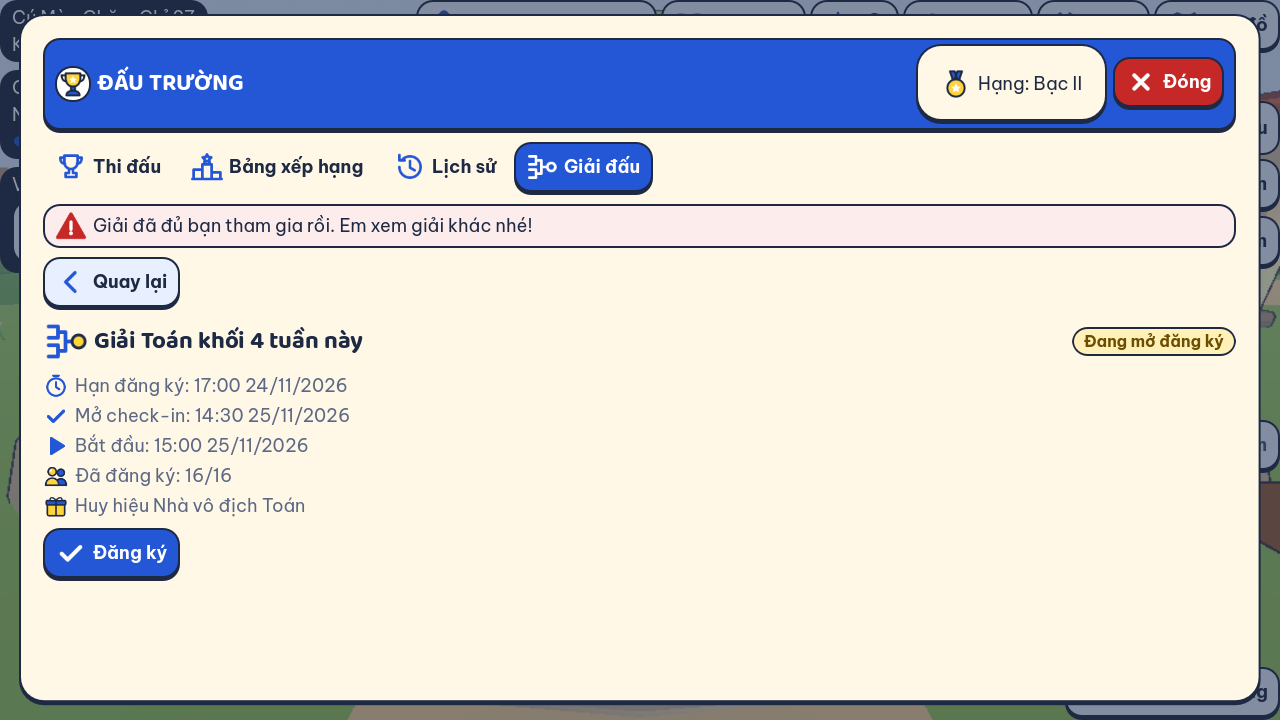 ĐẤU TRƯỜNG
Hạng: Bạc II
Đóng
Thi đấu
Bảng xếp hạng
Lịch sử
Giải đấu
Giải đã đủ bạn tham gia rồi. Em xem giải khác nhé!
Quay lại
Giải Toán khối 4 tuần này
Đang mở đăng ký
Hạn đăng ký: 17:00 24/11/2026
Mở check-in: 14:30 25/11/2026
Bắt đầu: 15:00 25/11/2026
Đã đăng ký: 16/16
Huy hiệu Nhà vô địch Toán
Đăng ký